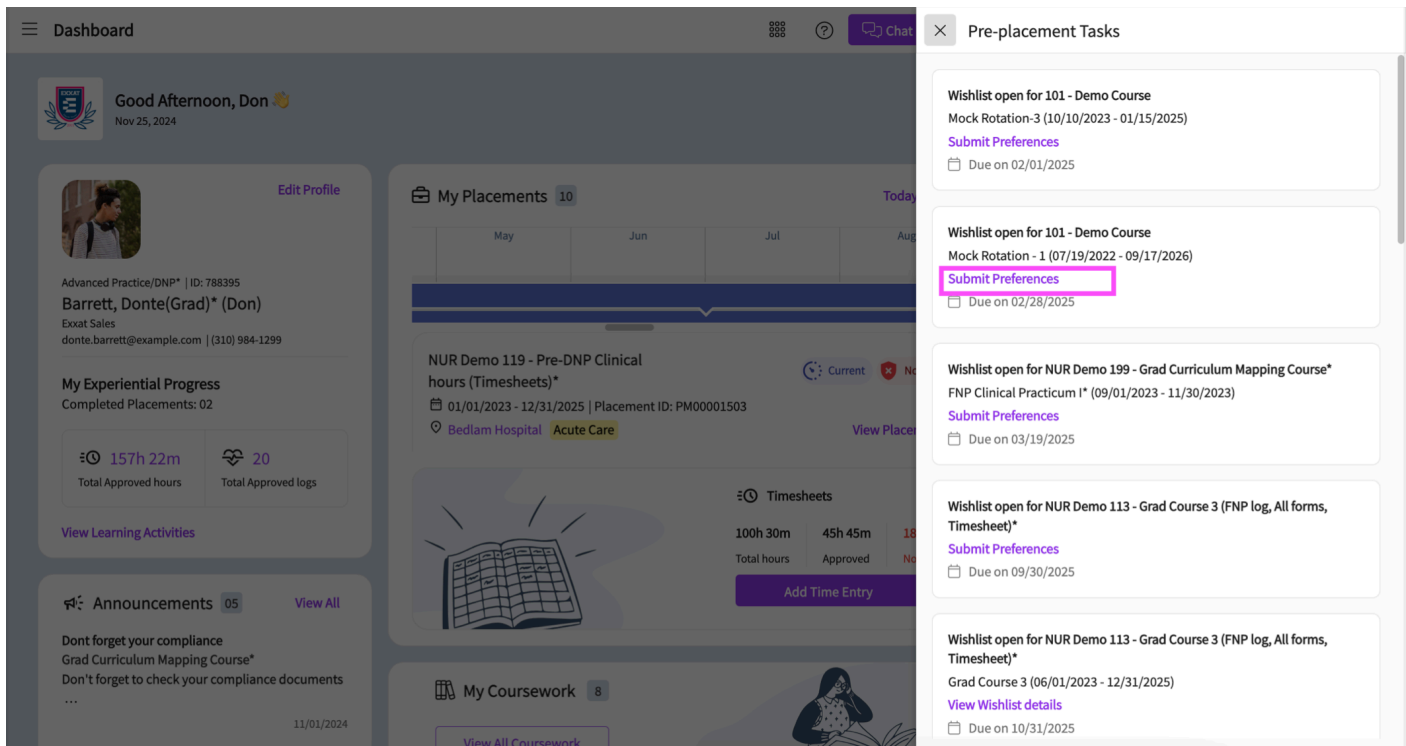 Dashboard
Chat
EXXAT
Good Afternoon, Don 👋
Nov 25, 2024
Edit Profile
Advanced Practice/DNP* | ID: 788395
Barrett, Donte(Grad)* (Don)
Exxat Sales
donte.barrett@example.com | (310) 984-1299
My Experiential Progress
Completed Placements: 02
157h 22m
20
Total Approved hours
Total Approved logs
View Learning Activities
Announcements 05
View All
Dont forget your compliance
Grad Curriculum Mapping Course*
Don't forget to check your compliance documents
...
11/01/2024
My Placements 10
Today
May
Jun
Jul
Aug
NUR Demo 119 - Pre-DNP Clinical
hours (Timesheets)*
Current
No
01/01/2023 - 12/31/2025 | Placement ID: PM00001503
Bedlam Hospital Acute Care
View Placer
Timesheets
100h 30m
45h 45m
18
Total hours
Approved
No
Add Time Entry
My Coursework 8
View All Coursework
Pre-placement Tasks
Wishlist open for 101 - Demo Course
Mock Rotation-3 (10/10/2023 - 01/15/2025)
Submit Preferences
Due on 02/01/2025
Wishlist open for 101 - Demo Course
Mock Rotation - 1 (07/19/2022 - 09/17/2026)
Submit Preferences
Due on 02/28/2025
Wishlist open for NUR Demo 199 - Grad Curriculum Mapping Course*
FNP Clinical Practicum I* (09/01/2023 - 11/30/2023)
Submit Preferences
Due on 03/19/2025
Wishlist open for NUR Demo 113 - Grad Course 3 (FNP log, All forms,
Timesheet)*
Submit Preferences
Due on 09/30/2025
Wishlist open for NUR Demo 113 - Grad Course 3 (FNP log, All forms,
Timesheet)*
Grad Course 3 (06/01/2023 - 12/31/2025)
View Wishlist details
Due on 10/31/2025